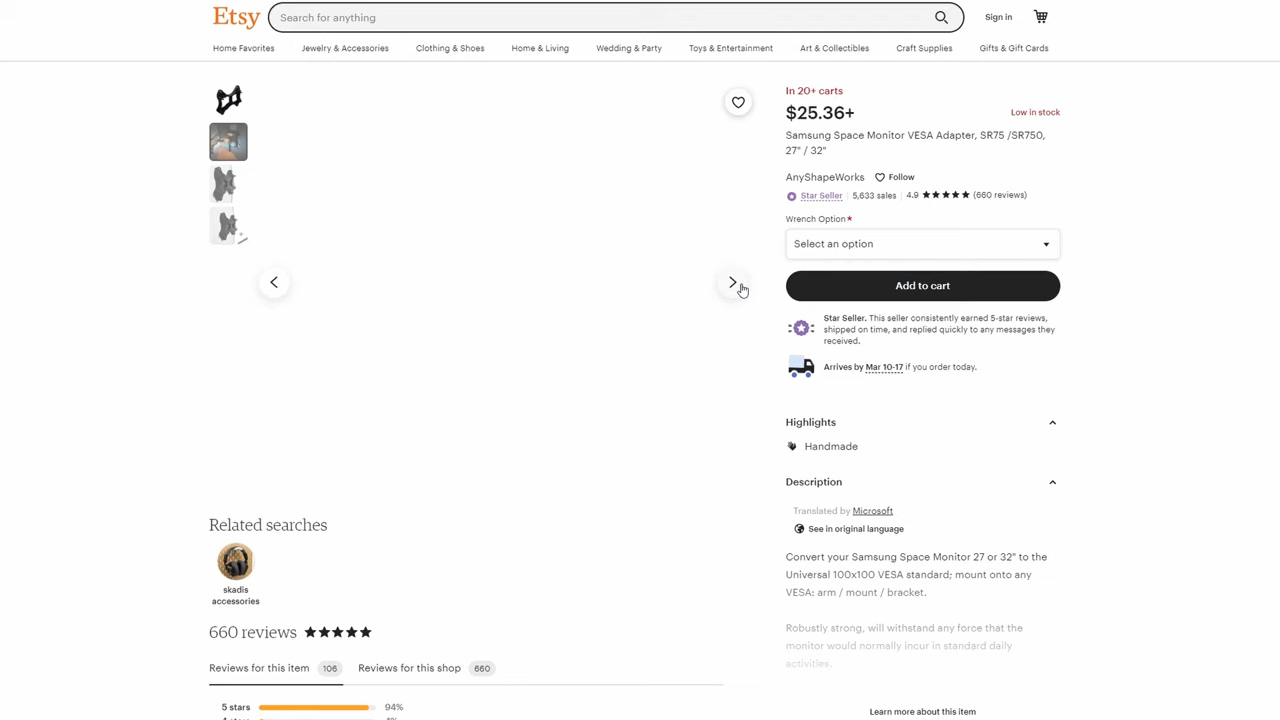 Etsy
Search for anything
Sign in
Home Favorites
Jewelry & Accessories
Clothing & Shoes
Home & Living
Wedding & Party
Toys & Entertainment
Art & Collectibles
Craft Supplies
Gifts & Gift Cards
In 20+ carts
$25.36+
Low in stock
Samsung Space Monitor VESA Adapter, SR75 /SR750,
27" / 32"
AnyShapeWorks
Follow
Star Seller
5,633 sales
4.9 ★★★★★ (660 reviews)
Wrench Option*
Select an option
Add to cart
Star Seller. This seller consistently earned 5-star reviews,
shipped on time, and replied quickly to any messages they
received.
Arrives by Mar 10-17 if you order today.
Highlights
Handmade
Description
Translated by Microsoft
See in original language
Convert your Samsung Space Monitor 27 or 32" to the
Universal 100x100 VESA standard; mount onto any
VESA: arm / mount / bracket.
Robustly strong, will withstand any force that the
monitor would normally incur in standard daily
activities.
Learn more about this item
Related searches
skadis
accessories
660 reviews ★★★★★
Reviews for this item 106
Reviews for this shop 660
5 stars 94%